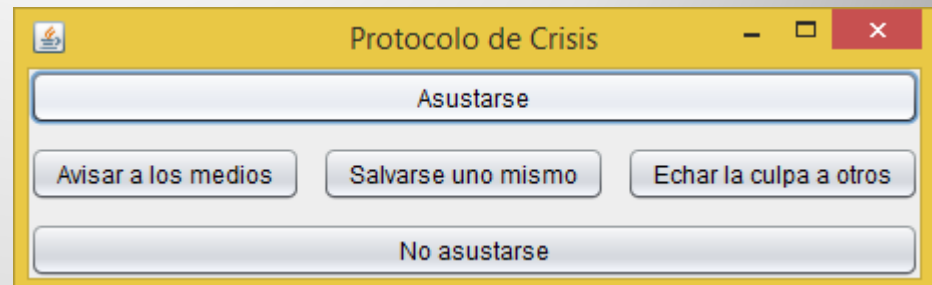 Protocolo de Crisis
Asustarse
Avisar a los medios Salvarse uno mismo Echar la culpa a otros
No asustarse